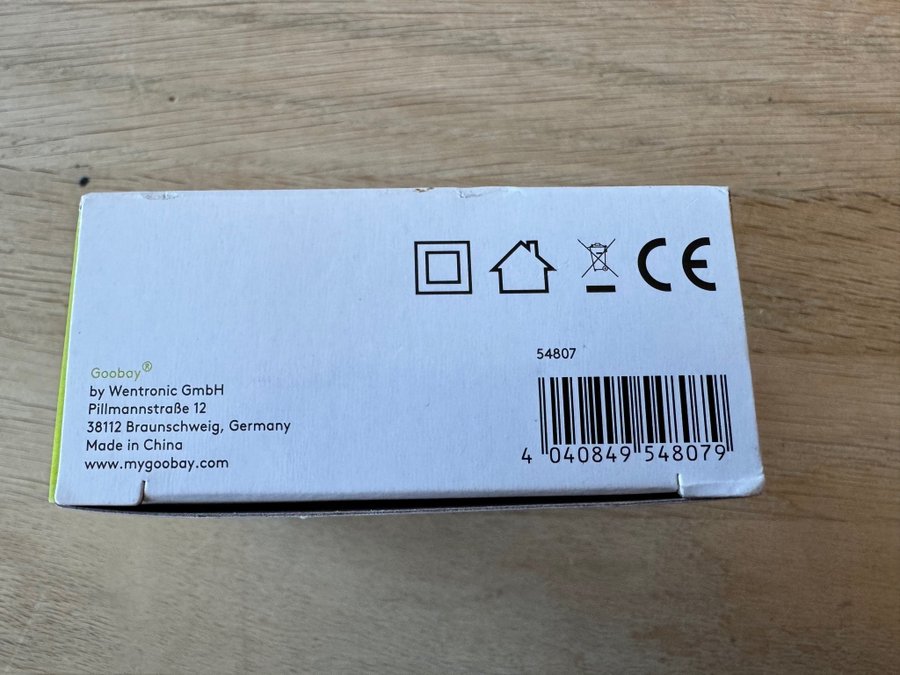 CE
54807
Goobay®
by Wentronic GmbH
Pillmannstraße 12
38112 Braunschweig, Germany
Made in China
www.mygoobay.com
4 040849 548079